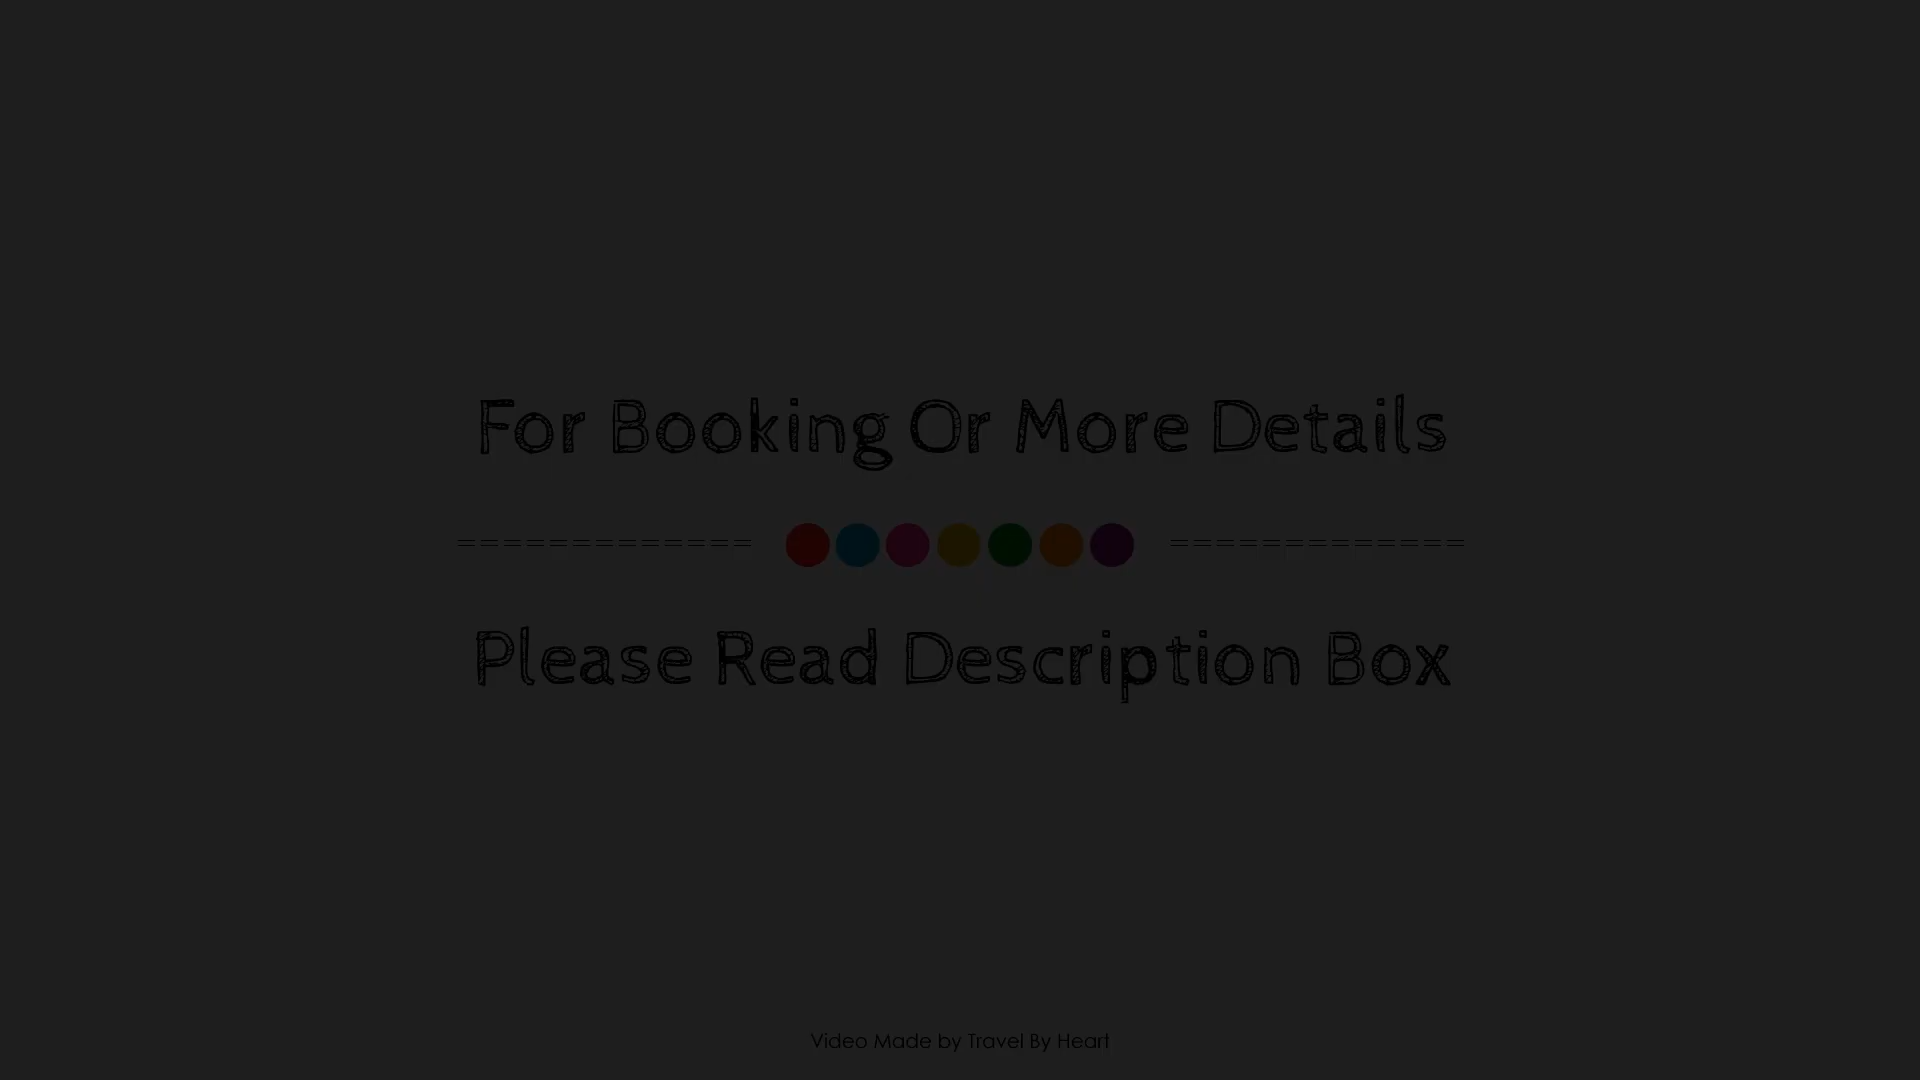 For Booking Or More Details
============= =============
Please Read Description Box
Video Made by Travel By Heart